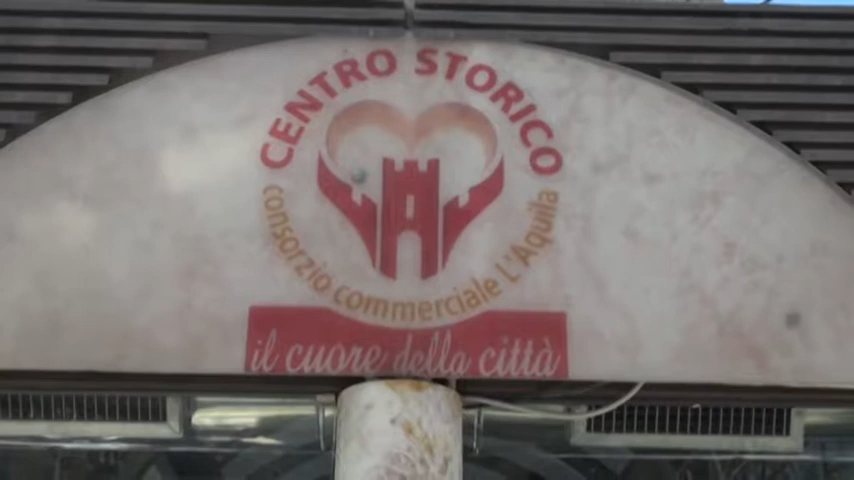 CENTRO STORICO
consorzio commerciale L'Aquila
il cuore della città